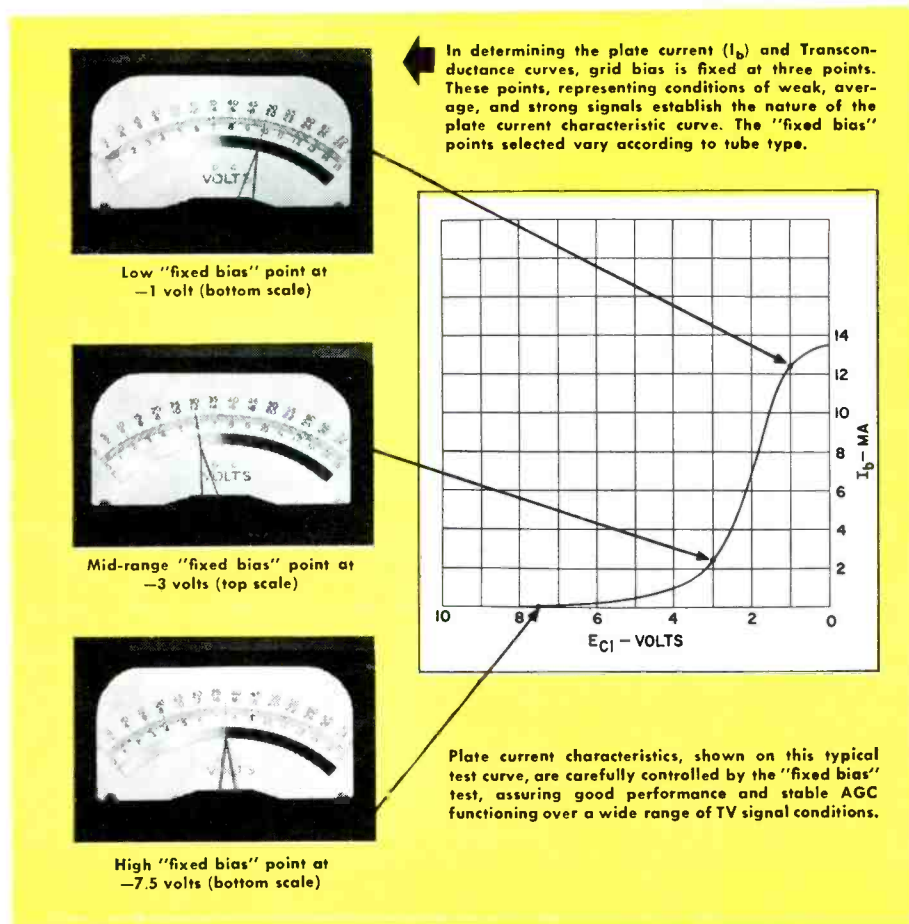 In determining the plate current (Ib) and Transcon-
ductance curves, grid bias is fixed at three points.
These points, representing conditions of weak, aver-
age, and strong signals establish the nature of the
plate current characteristic curve. The "fixed bias"
points selected vary according to tube type.
VOLTS
Low "fixed bias" point at
—1 volt (bottom scale)
VOLTS
Mid-range "fixed bias" point at
—3 volts (top scale)
VOLTS
High "fixed bias" point at
—7.5 volts (bottom scale)
14
12
10
8
6
4
2
Ib — MA
10 8 6 4 2 0
EC1 — VOLTS
Plate current characteristics, shown on this typical
test curve, are carefully controlled by the "fixed bias"
test, assuring good performance and stable AGC
functioning over a wide range of TV signal conditions.